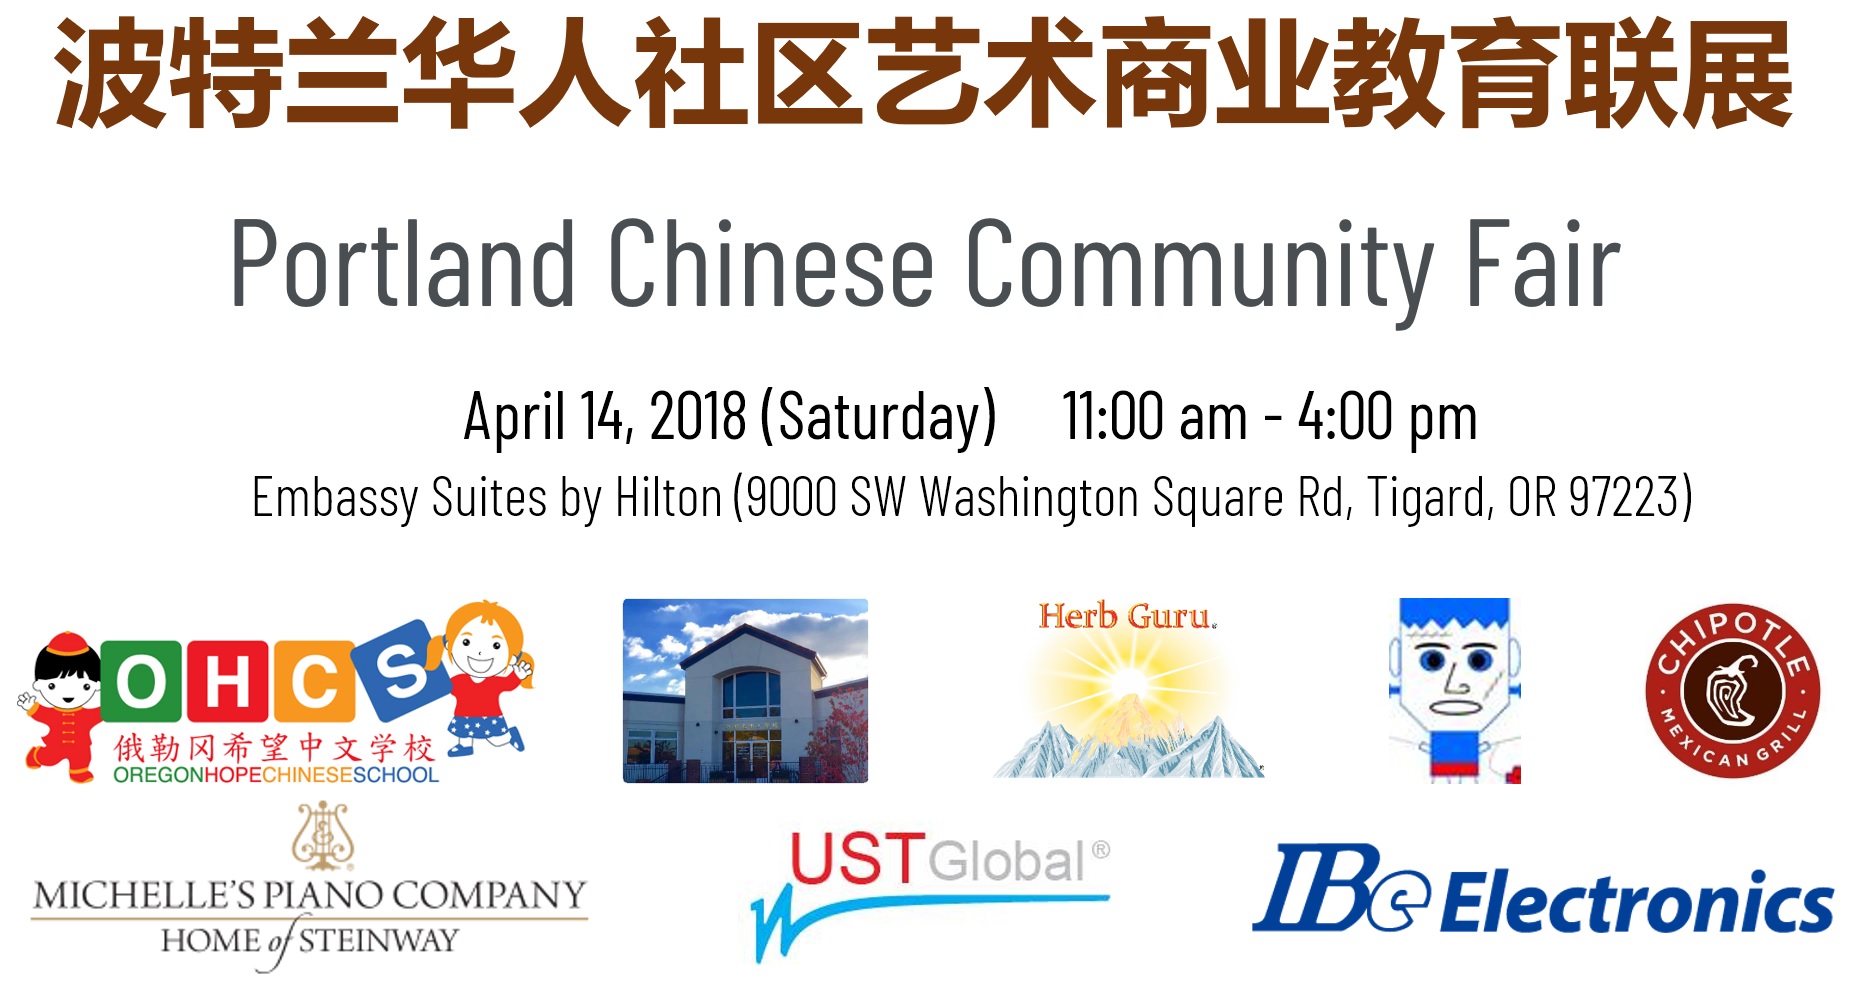 波特兰华人社区艺术商业教育联展
Portland Chinese Community Fair
April 14, 2018 (Saturday) 11:00 am - 4:00 pm
Embassy Suites by Hilton (9000 SW Washington Square Rd, Tigard, OR 97223)
OHCS
俄勒冈希望中文学校
OREGONHOPECHINESESCHOOL
Herb Guru.
CHIPOTLE
MEXICAN GRILL
MICHELLE'S PIANO COMPANY
HOME of STEINWAY
UST Global®
IBe Electronics